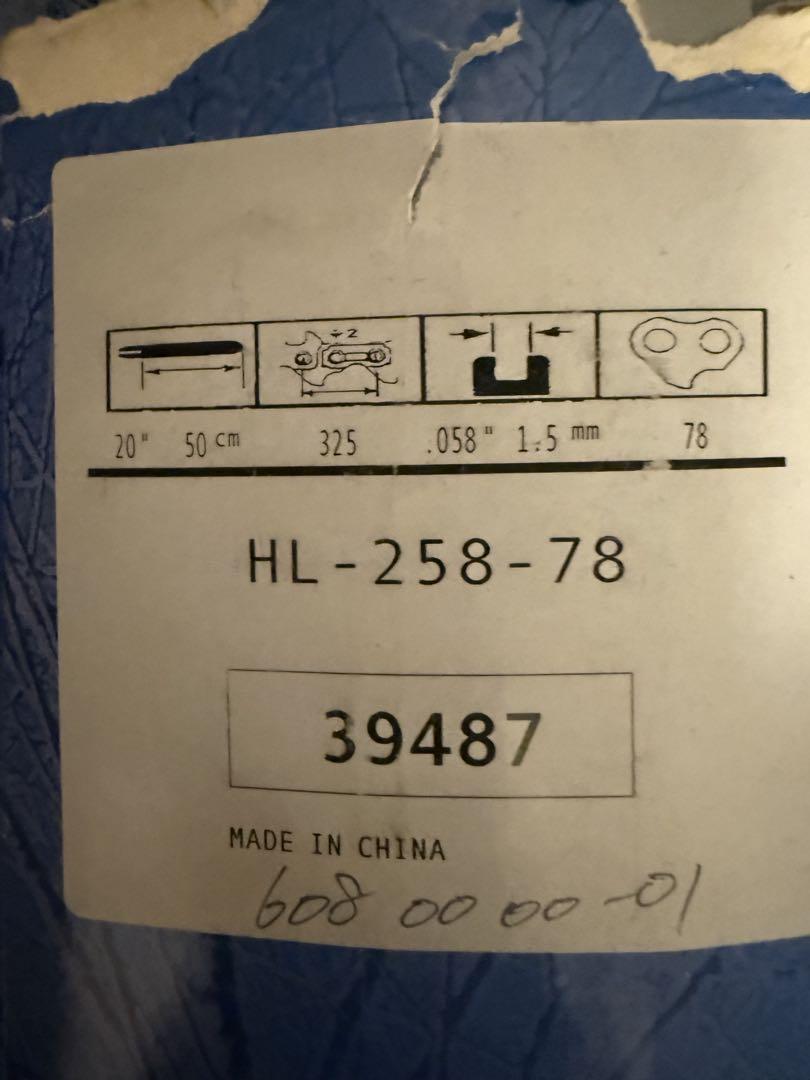 ÷2
20" 50 cm 325 .058" 1.5 mm 78
HL-258-78
39487
MADE IN CHINA
608 00 00 -01